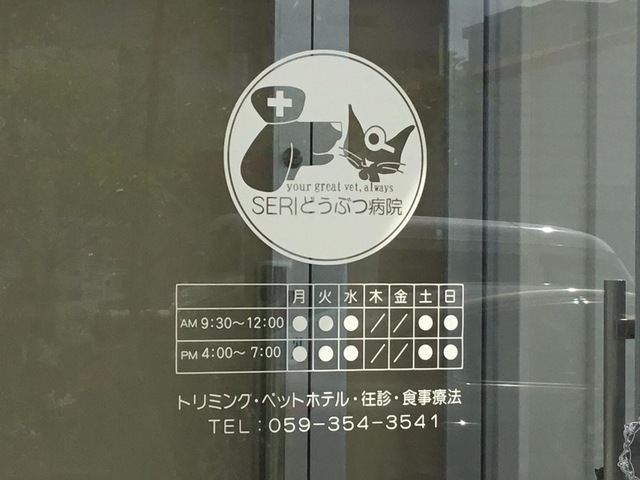 your great vet, always
SERIどうぶつ病院
月 火 水 木 金 土 日
AM 9:30〜12:00 ● ● ● ／ ／ ● ●
PM 4:00〜 7:00 ● ● ● ／ ／ ● ●
トリミング・ペットホテル・往診・食事療法
TEL：059-354-3541